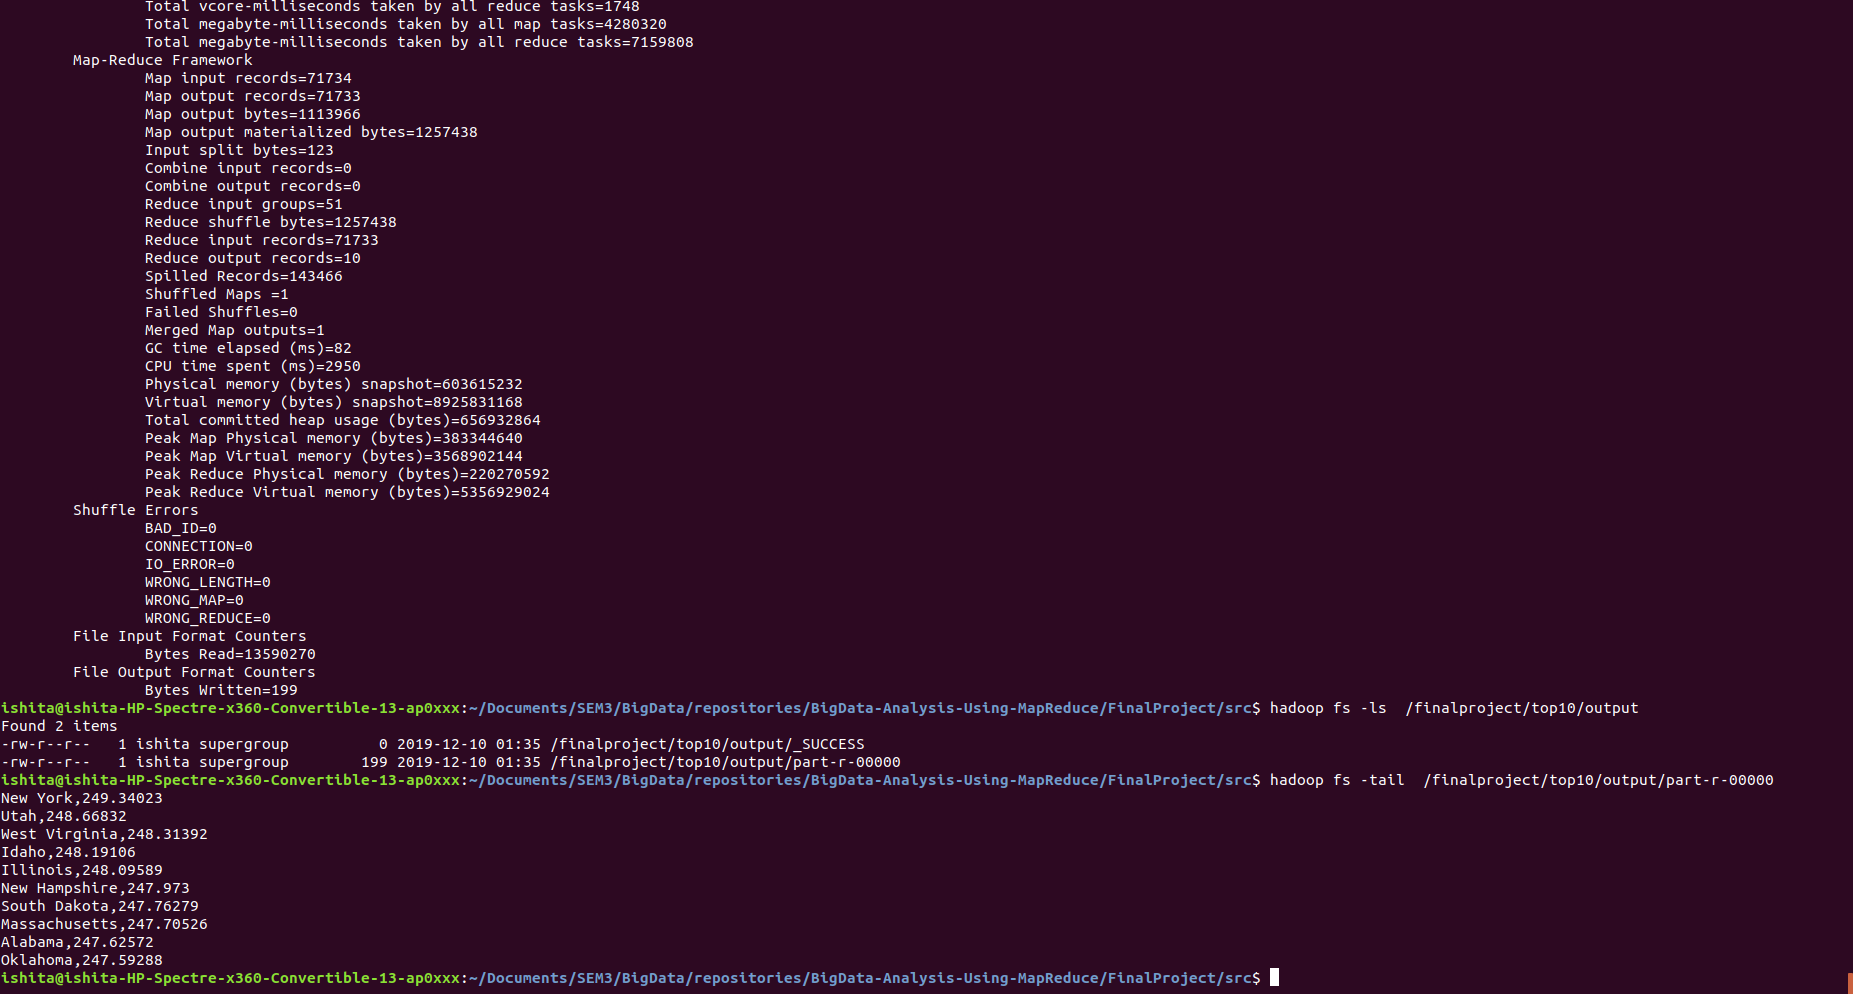 Total vcore-milliseconds taken by all reduce tasks=1748
Total megabyte-milliseconds taken by all map tasks=4280320
Total megabyte-milliseconds taken by all reduce tasks=7159808
Map-Reduce Framework
Map input records=71734
Map output records=71733
Map output bytes=1113966
Map output materialized bytes=1257438
Input split bytes=123
Combine input records=0
Combine output records=0
Reduce input groups=51
Reduce shuffle bytes=1257438
Reduce input records=71733
Reduce output records=10
Spilled Records=143466
Shuffled Maps =1
Failed Shuffles=0
Merged Map outputs=1
GC time elapsed (ms)=82
CPU time spent (ms)=2950
Physical memory (bytes) snapshot=603615232
Virtual memory (bytes) snapshot=8925831168
Total committed heap usage (bytes)=656932864
Peak Map Physical memory (bytes)=383344640
Peak Map Virtual memory (bytes)=3568902144
Peak Reduce Physical memory (bytes)=220270592
Peak Reduce Virtual memory (bytes)=5356929024
Shuffle Errors
BAD_ID=0
CONNECTION=0
IO_ERROR=0
WRONG_LENGTH=0
WRONG_MAP=0
WRONG_REDUCE=0
File Input Format Counters
Bytes Read=13590270
File Output Format Counters
Bytes Written=199
ishita@ishita-HP-Spectre-x360-Convertible-13-ap0xxx:~/Documents/SEM3/BigData/repositories/BigData-Analysis-Using-MapReduce/FinalProject/src$ hadoop fs -ls  /finalproject/top10/output
Found 2 items
-rw-r--r--   1 ishita supergroup          0 2019-12-10 01:35 /finalproject/top10/output/_SUCCESS
-rw-r--r--   1 ishita supergroup        199 2019-12-10 01:35 /finalproject/top10/output/part-r-00000
ishita@ishita-HP-Spectre-x360-Convertible-13-ap0xxx:~/Documents/SEM3/BigData/repositories/BigData-Analysis-Using-MapReduce/FinalProject/src$ hadoop fs -tail  /finalproject/top10/output/part-r-00000
New York,249.34023
Utah,248.66832
West Virginia,248.31392
Idaho,248.19106
Illinois,248.09589
New Hampshire,247.973
South Dakota,247.76279
Massachusetts,247.70526
Alabama,247.62572
Oklahoma,247.59288
ishita@ishita-HP-Spectre-x360-Convertible-13-ap0xxx:~/Documents/SEM3/BigData/repositories/BigData-Analysis-Using-MapReduce/FinalProject/src$